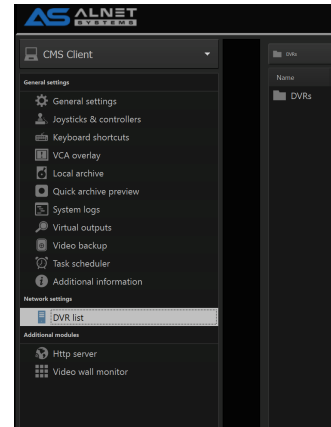 AS ALNET
SYSTEMS
CMS Client
General settings
General settings
Joysticks & controllers
Keyboard shortcuts
VCA overlay
Local archive
Quick archive preview
System logs
Virtual outputs
Video backup
Task scheduler
Additional information
Network settings
DVR list
Additional modules
Http server
Video wall monitor
DVRs
Name
DVRs